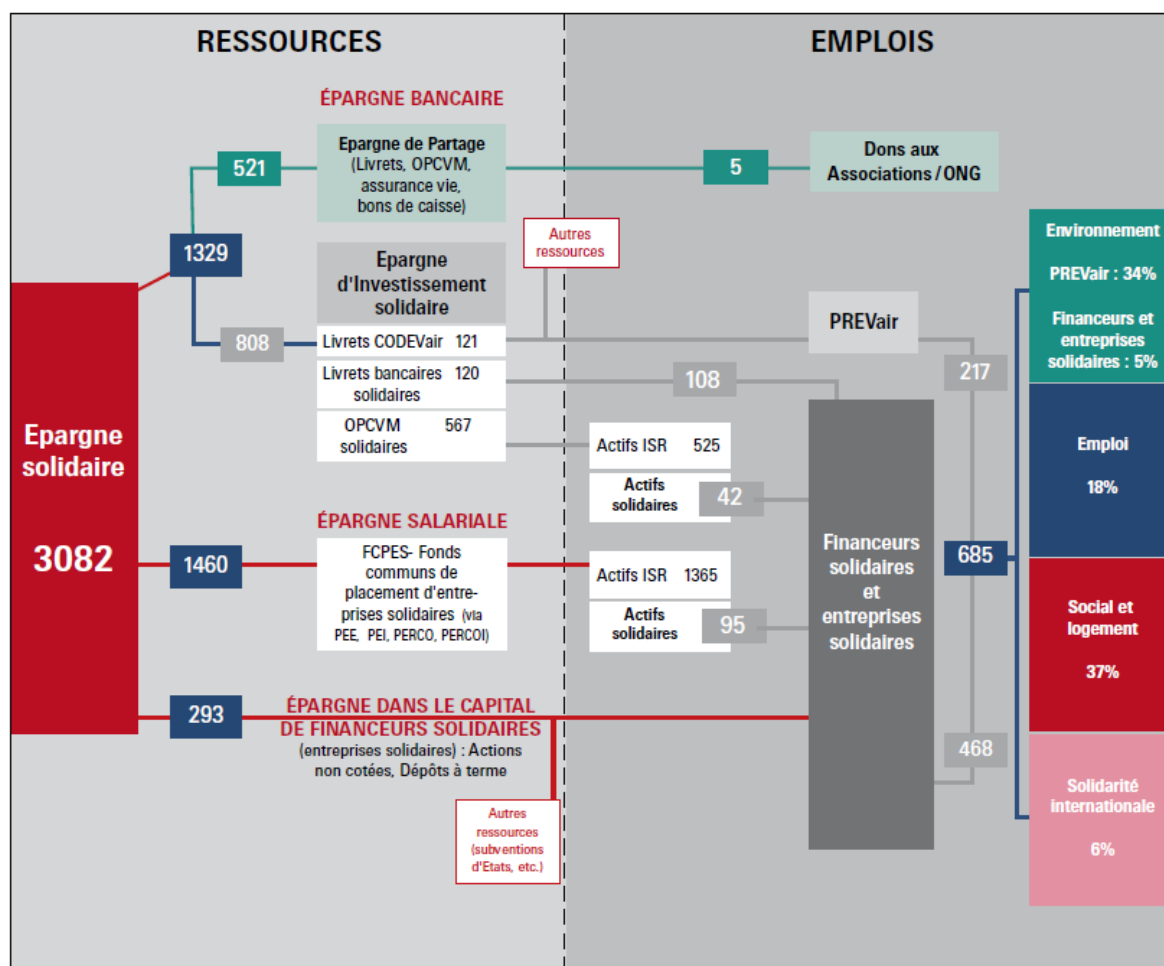 RESSOURCES
EMPLOIS
ÉPARGNE BANCAIRE
521
Epargne de Partage
(Livrets, OPCVM,
assurance vie,
bons de caisse)
5
Dons aux
Associations/ONG
1329
Autres
ressources
Epargne
d'Investissement
solidaire
808
Livrets CODEVair 121
PREVair
Livrets bancaires 120
solidaires
108
217
OPCVM 567
solidaires
Actifs ISR 525
Actifs
solidaires
42
Epargne
solidaire
3082
ÉPARGNE SALARIALE
1460
FCPES- Fonds
communs de
placement d'entre-
prises solidaires (via
PEE, PEI, PERCO, PERCOI)
Actifs ISR 1365
Actifs
solidaires
95
Financeurs
solidaires
et
entreprises
solidaires
685
293
ÉPARGNE DANS LE CAPITAL
DE FINANCEURS SOLIDAIRES
(entreprises solidaires) : Actions
non cotées, Dépôts à terme
468
Autres
ressources
(subventions
d'Etats, etc.)
Environnement
PREVair : 34%
Financeurs et
entreprises
solidaires : 5%
Emploi
18%
Social et
logement
37%
Solidarité
internationale
6%